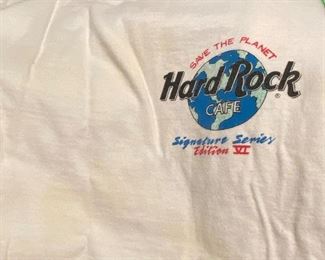 SAVE THE PLANET
Hard Rock
CAFE
®
Signature Series
Edition VI